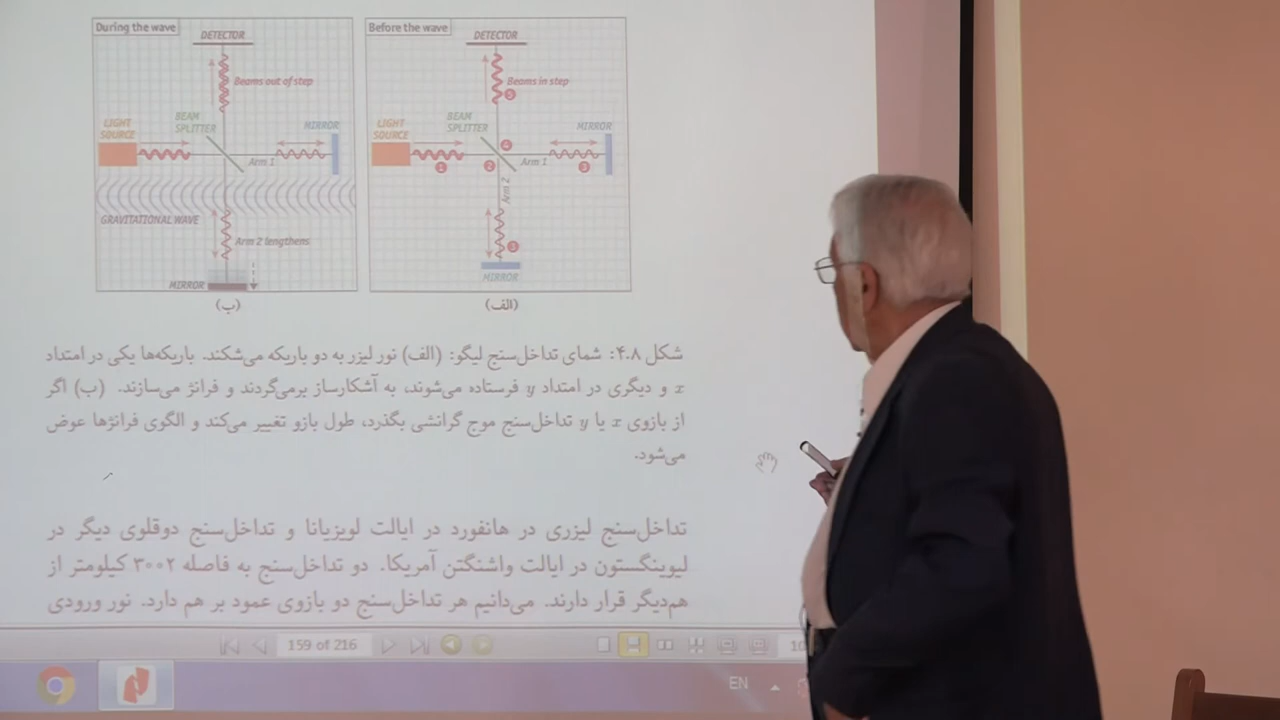 During the wave
DETECTOR
Beams out of step
BEAM
SPLITTER
LIGHT
SOURCE
MIRROR
Arm 1
GRAVITATIONAL WAVE
Arm 2 lengthens
MIRROR
(ب)
Before the wave
DETECTOR
Beams in step
5
BEAM
SPLITTER
LIGHT
SOURCE
MIRROR
4
1
2
Arm 1
3
Arm 2
3
MIRROR
(الف)
شکل ۴.۸: شمای تداخل‌سنج لیگو: (الف) نور لیزر به دو باریکه می‌شکند. باریکه‌ها یکی در امتداد
x و دیگری در امتداد y فرستاده می‌شوند، به آشکارساز برمی‌گردند و فرانژ می‌سازند. (ب) اگر
از بازوی x یا y تداخل‌سنج موج گرانشی بگذرد، طول بازو تغییر می‌کند و الگوی فرانژها عوض
می‌شود.
تداخل‌سنج لیزری در هانفورد در ایالت لویزیانا و تداخل‌سنج دوقلوی دیگر در
لیوینگستون در ایالت واشنگتن آمریکا. دو تداخل‌سنج به فاصله ۳۰۰۲ کیلومتر از
هم‌دیگر قرار دارند. می‌دانیم هر تداخل‌سنج دو بازوی عمود بر هم دارد. نور ورودی
159 of 216
10
EN